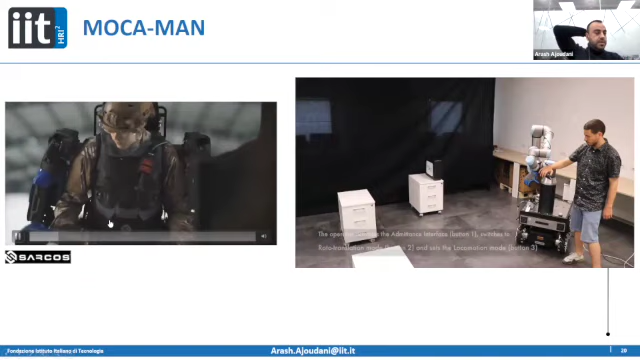 iit
HRI²
MOCA-MAN
Arash Ajoudani
The operator
the Admittance Interface (button 1), switches to
Roto-translation mode (button 2) and sets the Locomotion mode (button 3)
SARCOS
Fondazione Istituto Italiano di Tecnologia
Arash.Ajoudani@iit.it
28